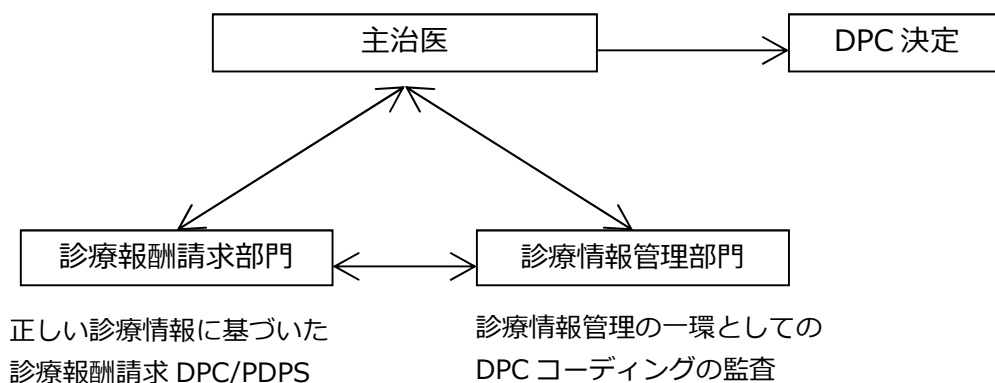 主治医
DPC 決定
診療報酬請求部門
診療情報管理部門
正しい診療情報に基づいた
診療報酬請求 DPC/PDPS
診療情報管理の一環としての
DPC コーディングの監査